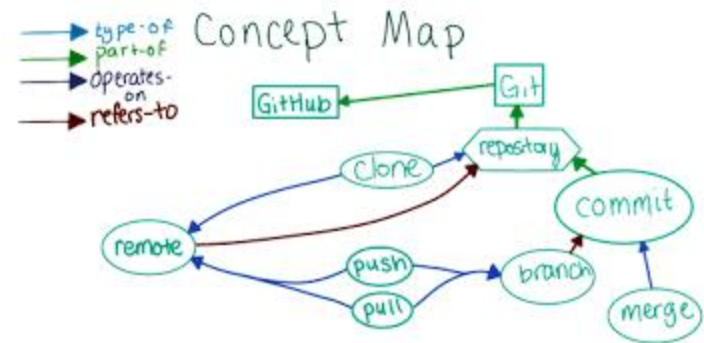 type-of
Concept Map
part-of
operates-
on
refers-to
Git
GitHub
repository
clone
commit
remote
push
branch
pull
merge